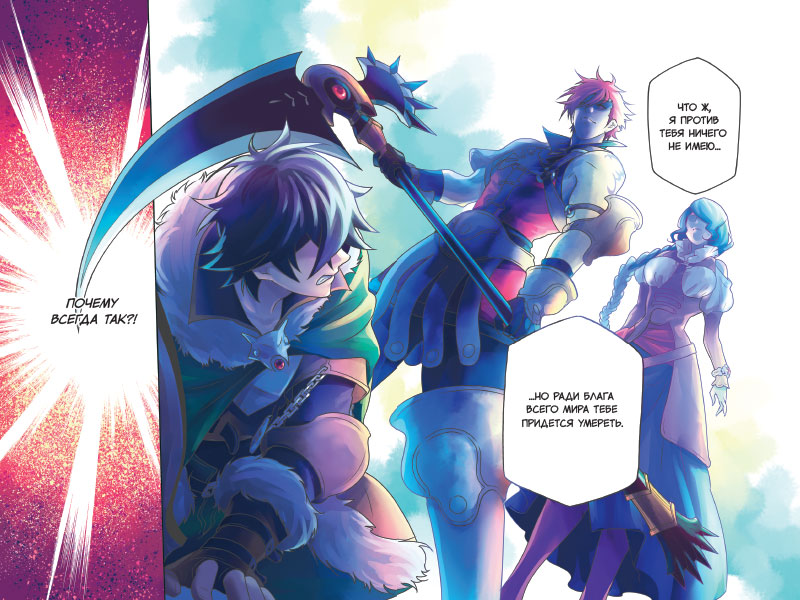 ЧТО Ж,
Я ПРОТИВ
ТЕБЯ НИЧЕГО
НЕ ИМЕЮ...
...НО РАДИ БЛАГА
ВСЕГО МИРА ТЕБЕ
ПРИДЕТСЯ УМЕРЕТЬ.
ПОЧЕМУ
ВСЕГДА ТАК?!